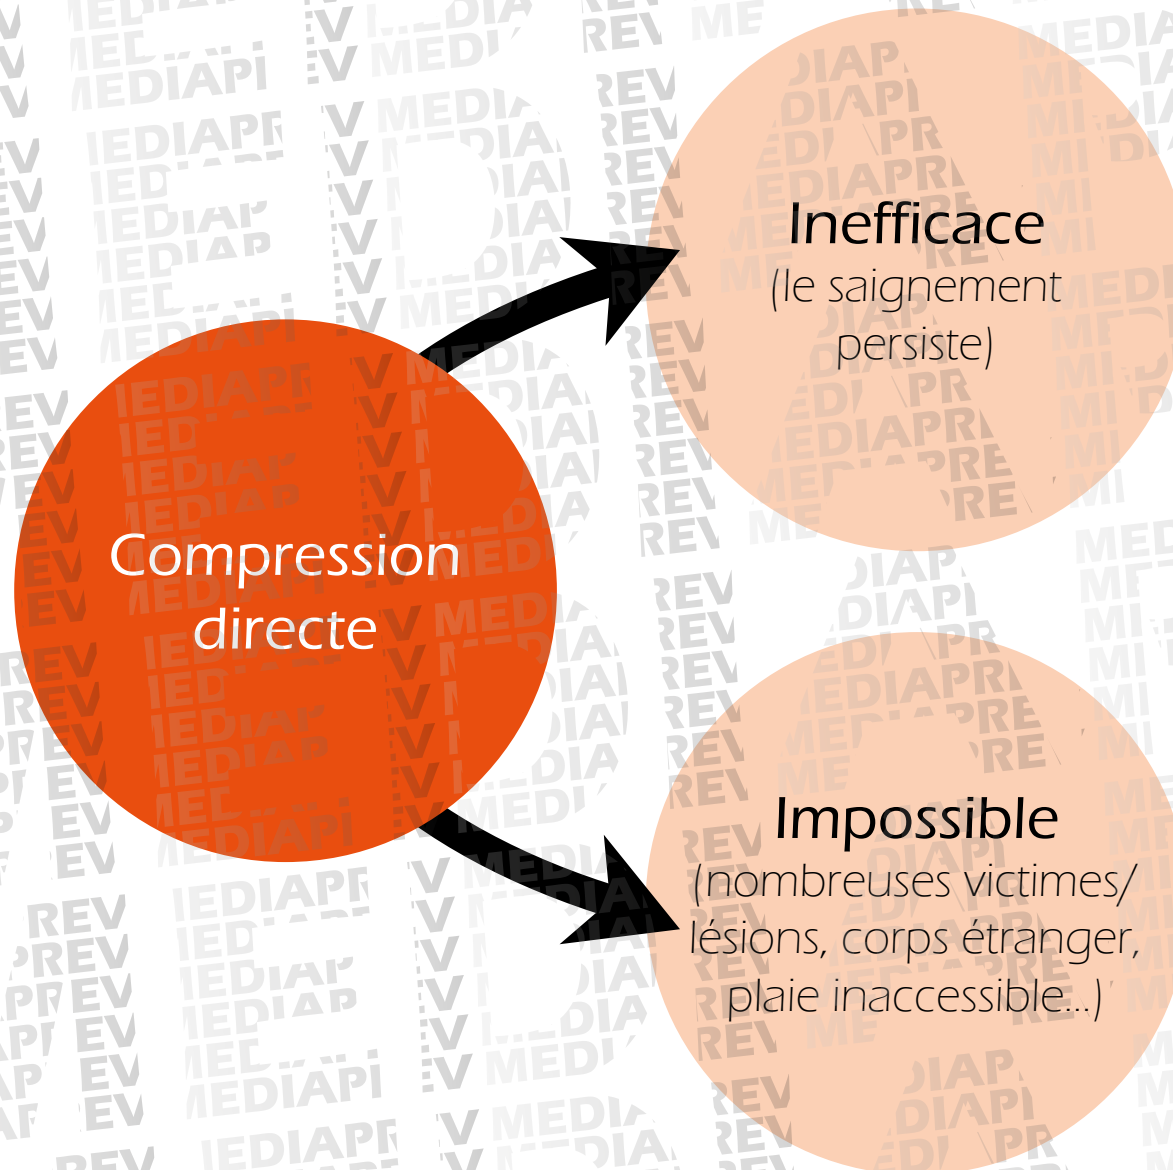 Compression
directe
Inefficace
(le saignement
persiste)
Impossible
(nombreuses victimes/
lésions, corps étranger,
plaie inaccessible...)